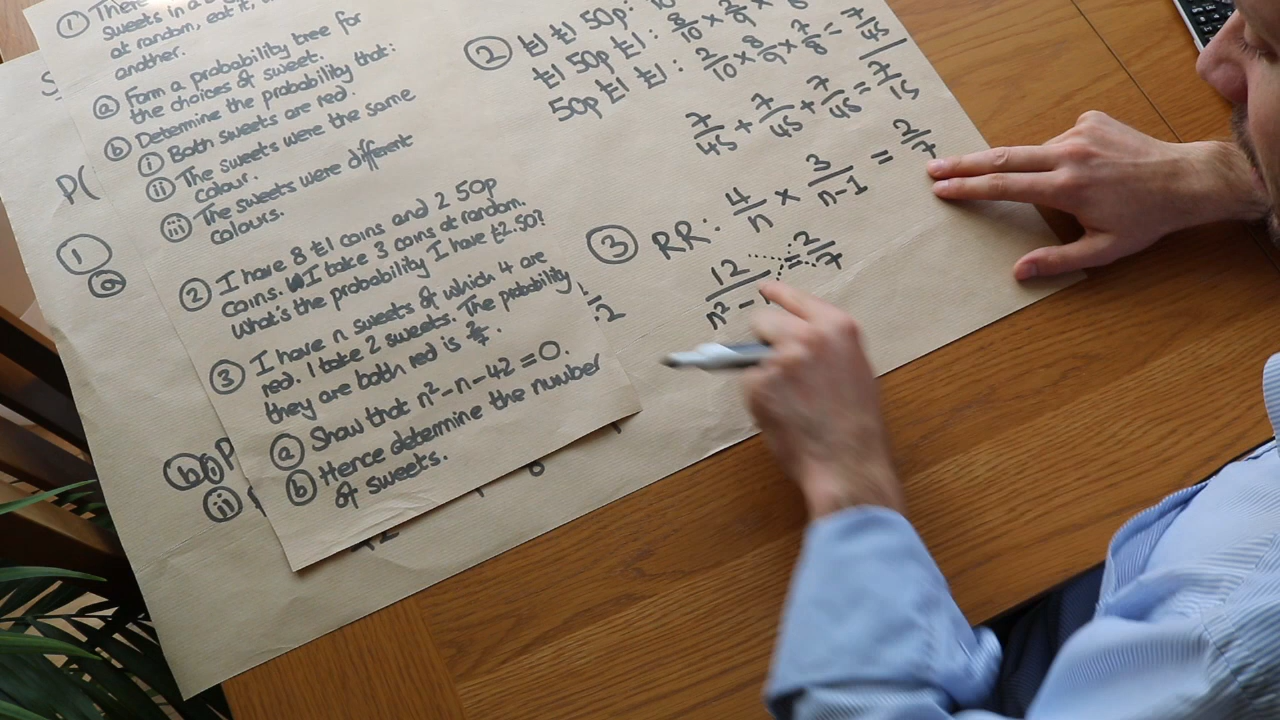 ① There
sweets in a
at random, eat it,
another.
ⓐ Form a probability tree for
the choices of sweet.
ⓑ Determine the probability that:
ⓘ Both sweets are red.
ⓘⓘ The sweets were the same
colour.
ⓘⓘⓘ The sweets were different
colours.
② I have 8 £1 coins and 2 50p
coins. I take 3 coins at random.
What's the probability I have £2.50?
③ I have n sweets of which 4 are
red. I take 2 sweets. The probability
they are both red is 2/7.
ⓐ Show that n²-n-42=0.
ⓑ Hence determine the number
of sweets.
P(
①
ⓐ
ⓑ ⓘ P
ⓘⓘ
② £1 £1 50p:
£1 50p £1: 8/10 × 2/9 ×
50p £1 £1: 2/10 × 8/9 × 7/8 = 7/45
7/45 + 7/45 + 7/45 = 7/15
③ RR: 4/n × 3/n-1 = 2/7
12/n²- = 2/7